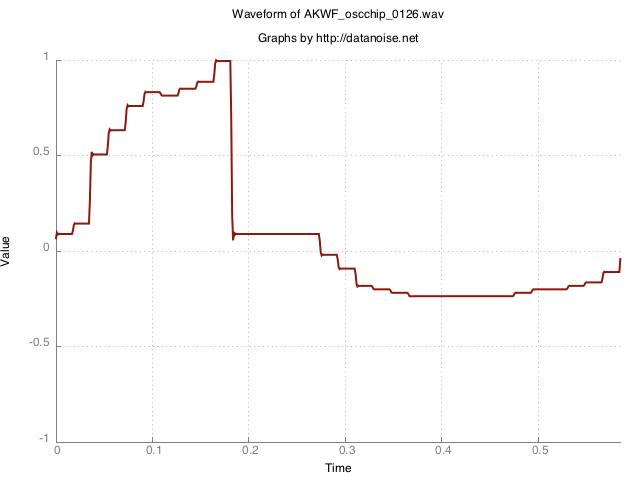 Waveform of AKWF_oscchip_0126.wav
Graphs by http://datanoise.net
1
0.5
0
-0.5
-1
Value
0
0.1
0.2
0.3
0.4
0.5
Time